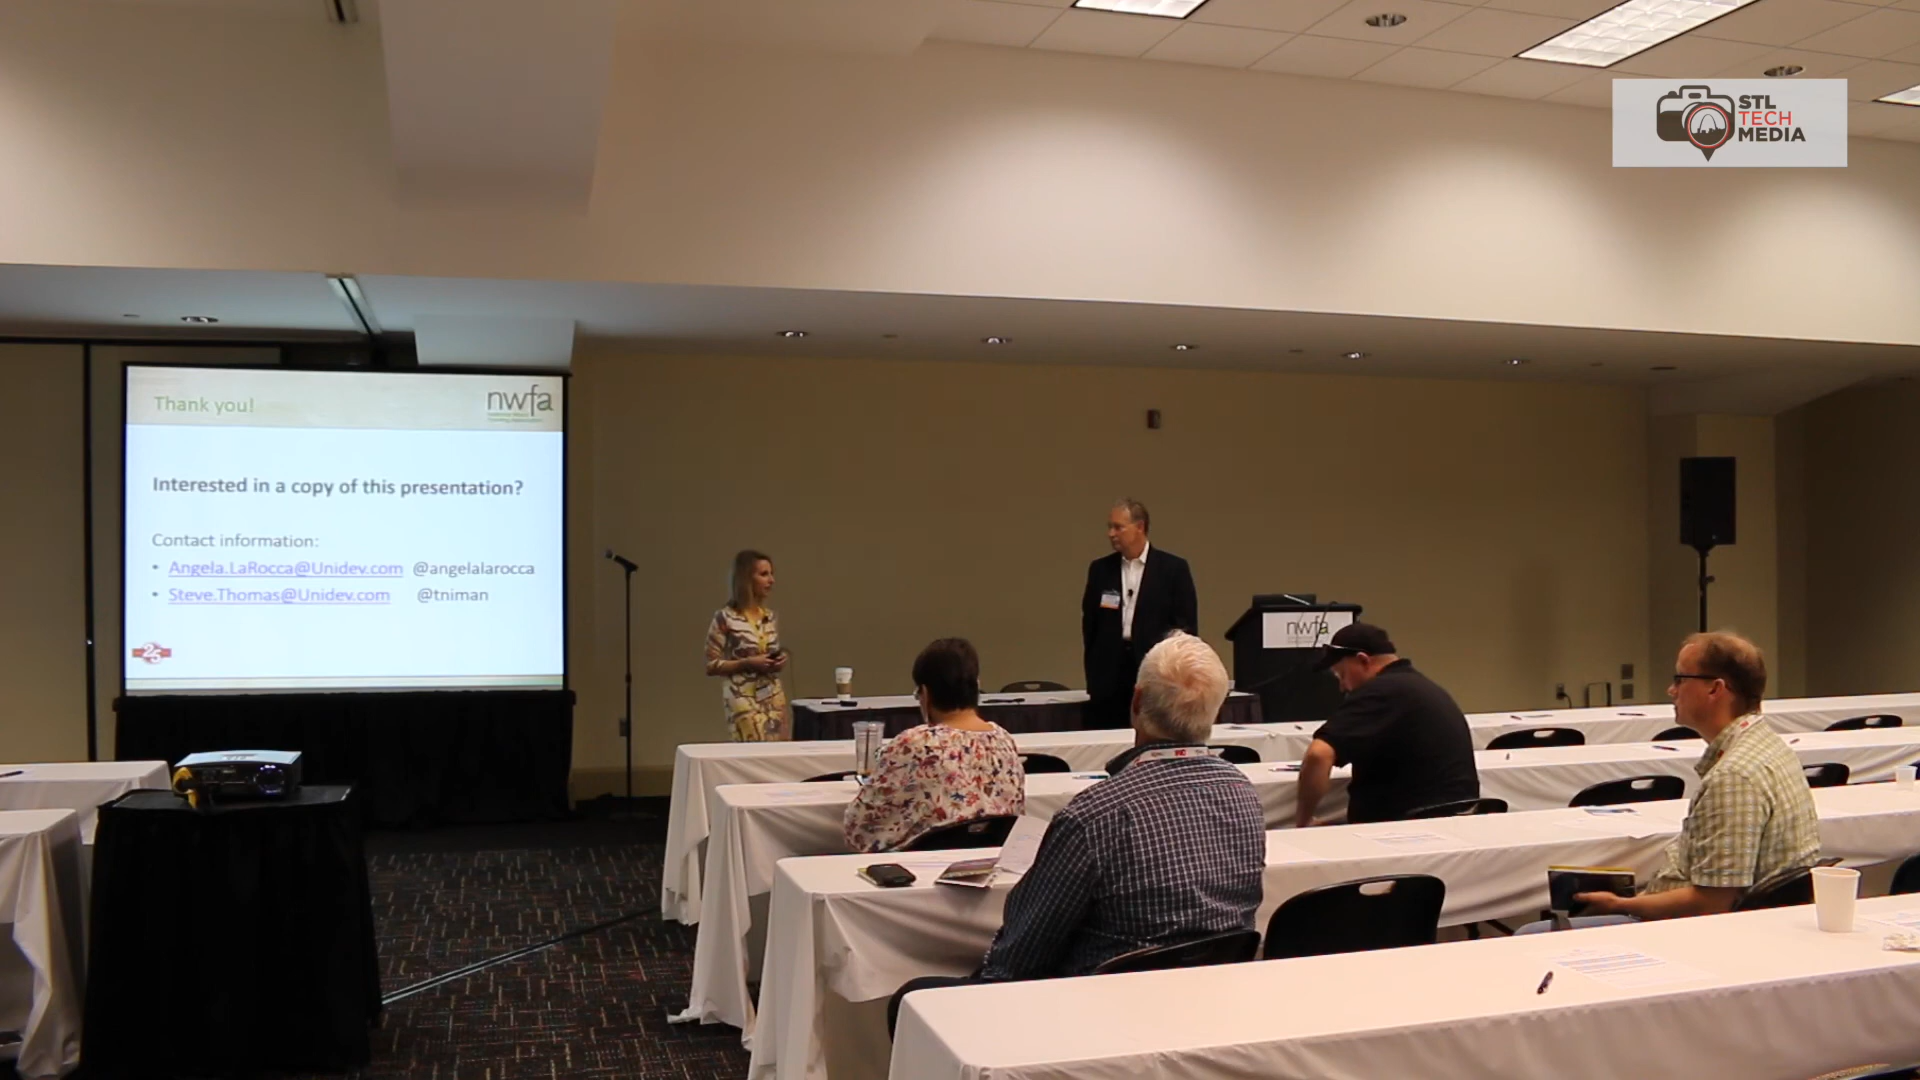 STL
TECH
MEDIA
Thank you!
nwfa
Interested in a copy of this presentation?
Contact information:
• Angela.LaRocca@Unidev.com @angelalarocca
• Steve.Thomas@Unidev.com @tniman
25
nwfa